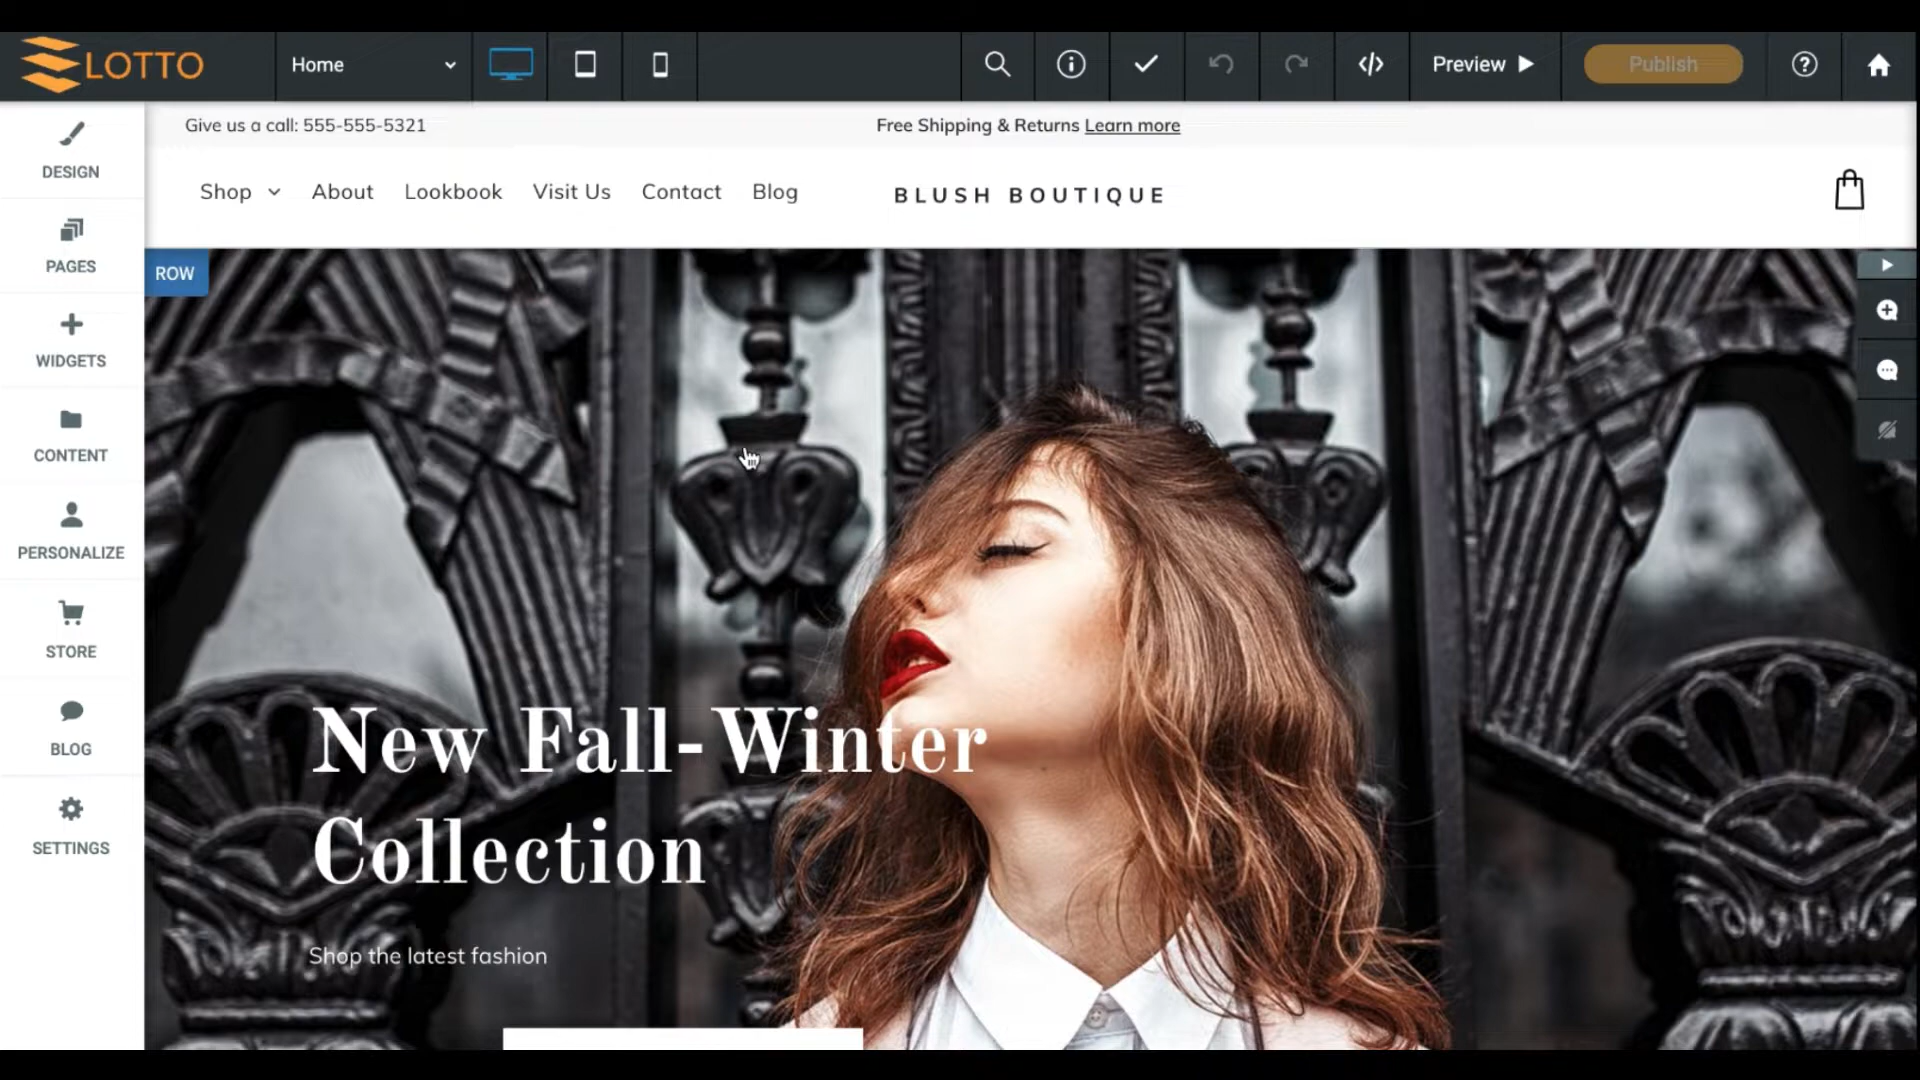 LOTTO
Home
Preview
Publish
DESIGN
PAGES
WIDGETS
CONTENT
PERSONALIZE
STORE
BLOG
SETTINGS
Give us a call: 555-555-5321
Free Shipping & Returns Learn more
Shop About Lookbook Visit Us Contact Blog
BLUSH BOUTIQUE
ROW
New Fall-Winter
Collection
Shop the latest fashion